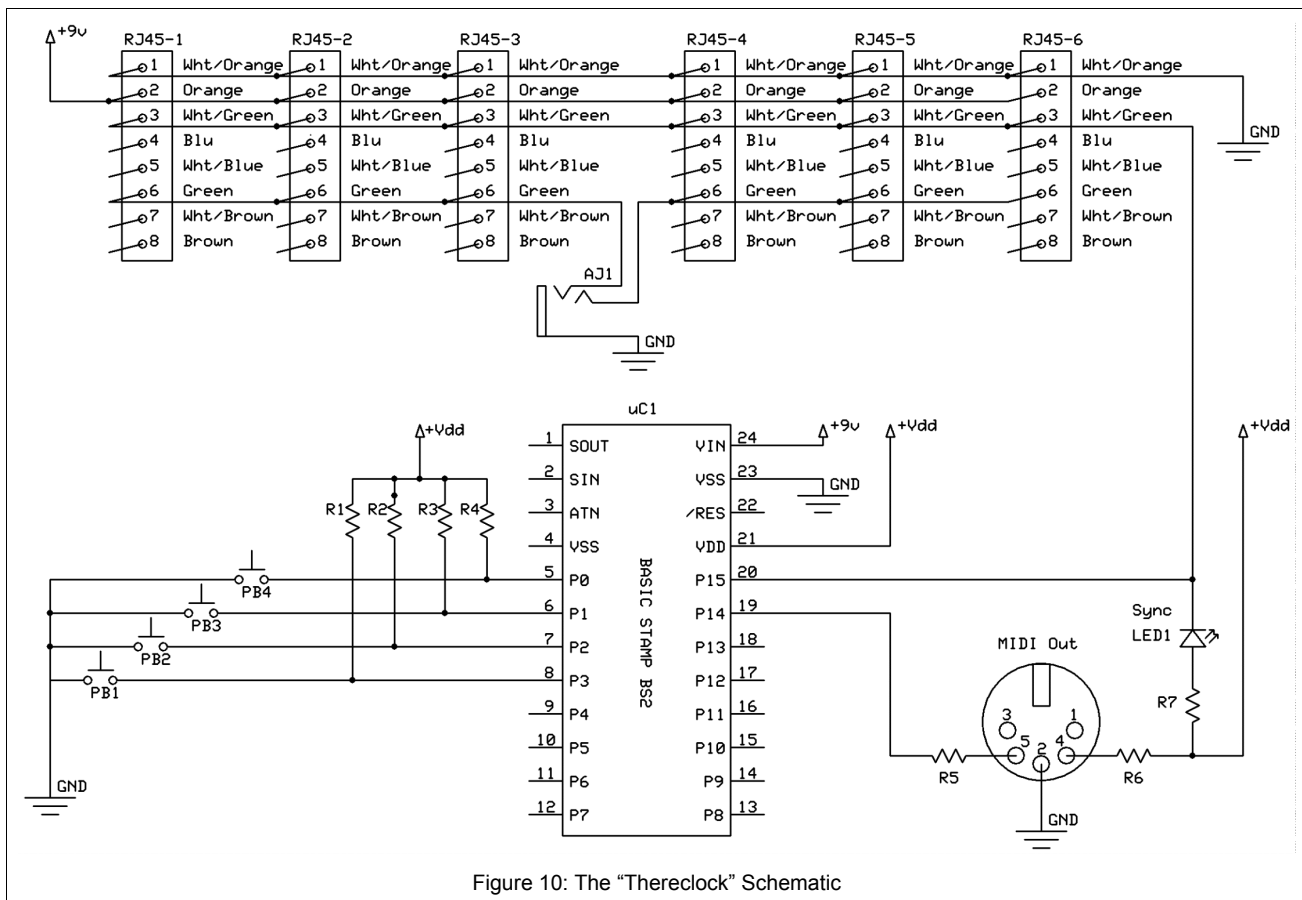 +9v
RJ45-1 RJ45-2 RJ45-3 RJ45-4 RJ45-5 RJ45-6
1 Wht/Orange 1 Wht/Orange 1 Wht/Orange 1 Wht/Orange 1 Wht/Orange 1 Wht/Orange
2 Orange 2 Orange 2 Orange 2 Orange 2 Orange 2 Orange
3 Wht/Green 3 Wht/Green 3 Wht/Green 3 Wht/Green 3 Wht/Green 3 Wht/Green
4 Blu 4 Blu 4 Blu 4 Blu 4 Blu 4 Blu
5 Wht/Blue 5 Wht/Blue 5 Wht/Blue 5 Wht/Blue 5 Wht/Blue 5 Wht/Blue
6 Green 6 Green 6 Green 6 Green 6 Green 6 Green
7 Wht/Brown 7 Wht/Brown 7 Wht/Brown 7 Wht/Brown 7 Wht/Brown 7 Wht/Brown
8 Brown 8 Brown 8 Brown 8 Brown 8 Brown 8 Brown
GND
AJ1
GND
uC1
+Vdd
+9v
+Vdd
+Vdd
1 SOUT VIN 24
2 SIN VSS 23
GND
R1 R2 R3 R4
3 ATN /RES 22
4 VSS VDD 21
BASIC STAMP BS2
PB4
5 P0 P15 20
PB3
6 P1 P14 19
PB2
7 P2 P13 18
PB1
8 P3 P12 17
9 P4 P11 16
10 P5 P10 15
11 P6 P9 14
12 P7 P8 13
GND
Sync
LED1
MIDI Out
R7
3 1
5 2 4
R5 R6
GND
Figure 10: The “Thereclock” Schematic